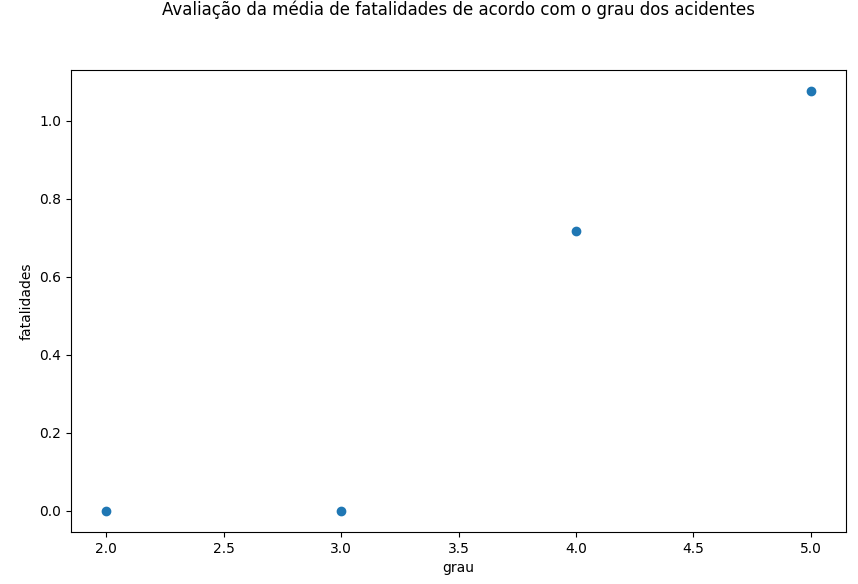 Avaliação da média de fatalidades de acordo com o grau dos acidentes
1.0
0.8
0.6
0.4
0.2
0.0
fatalidades
2.0 2.5 3.0 3.5 4.0 4.5 5.0
grau